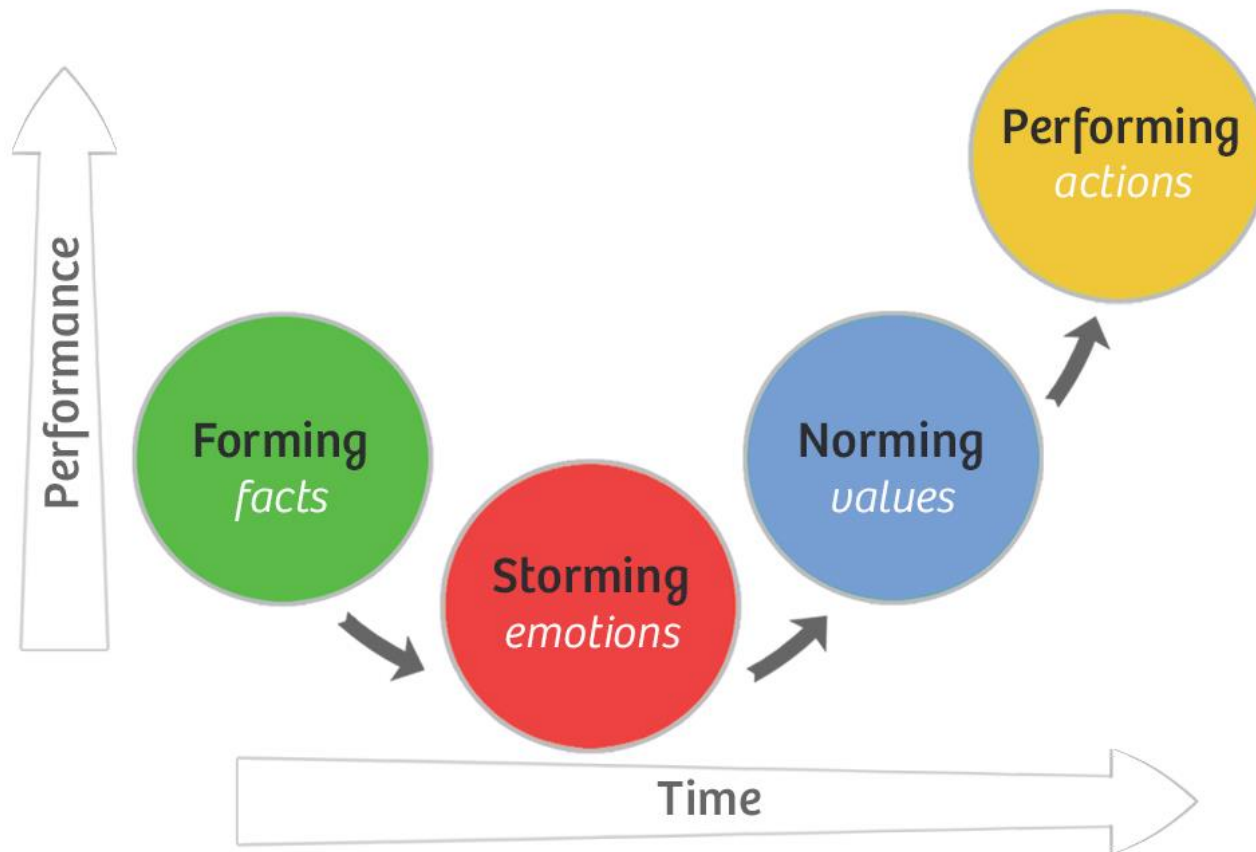 Performance
Forming
facts
Storming
emotions
Norming
values
Performing
actions
Time